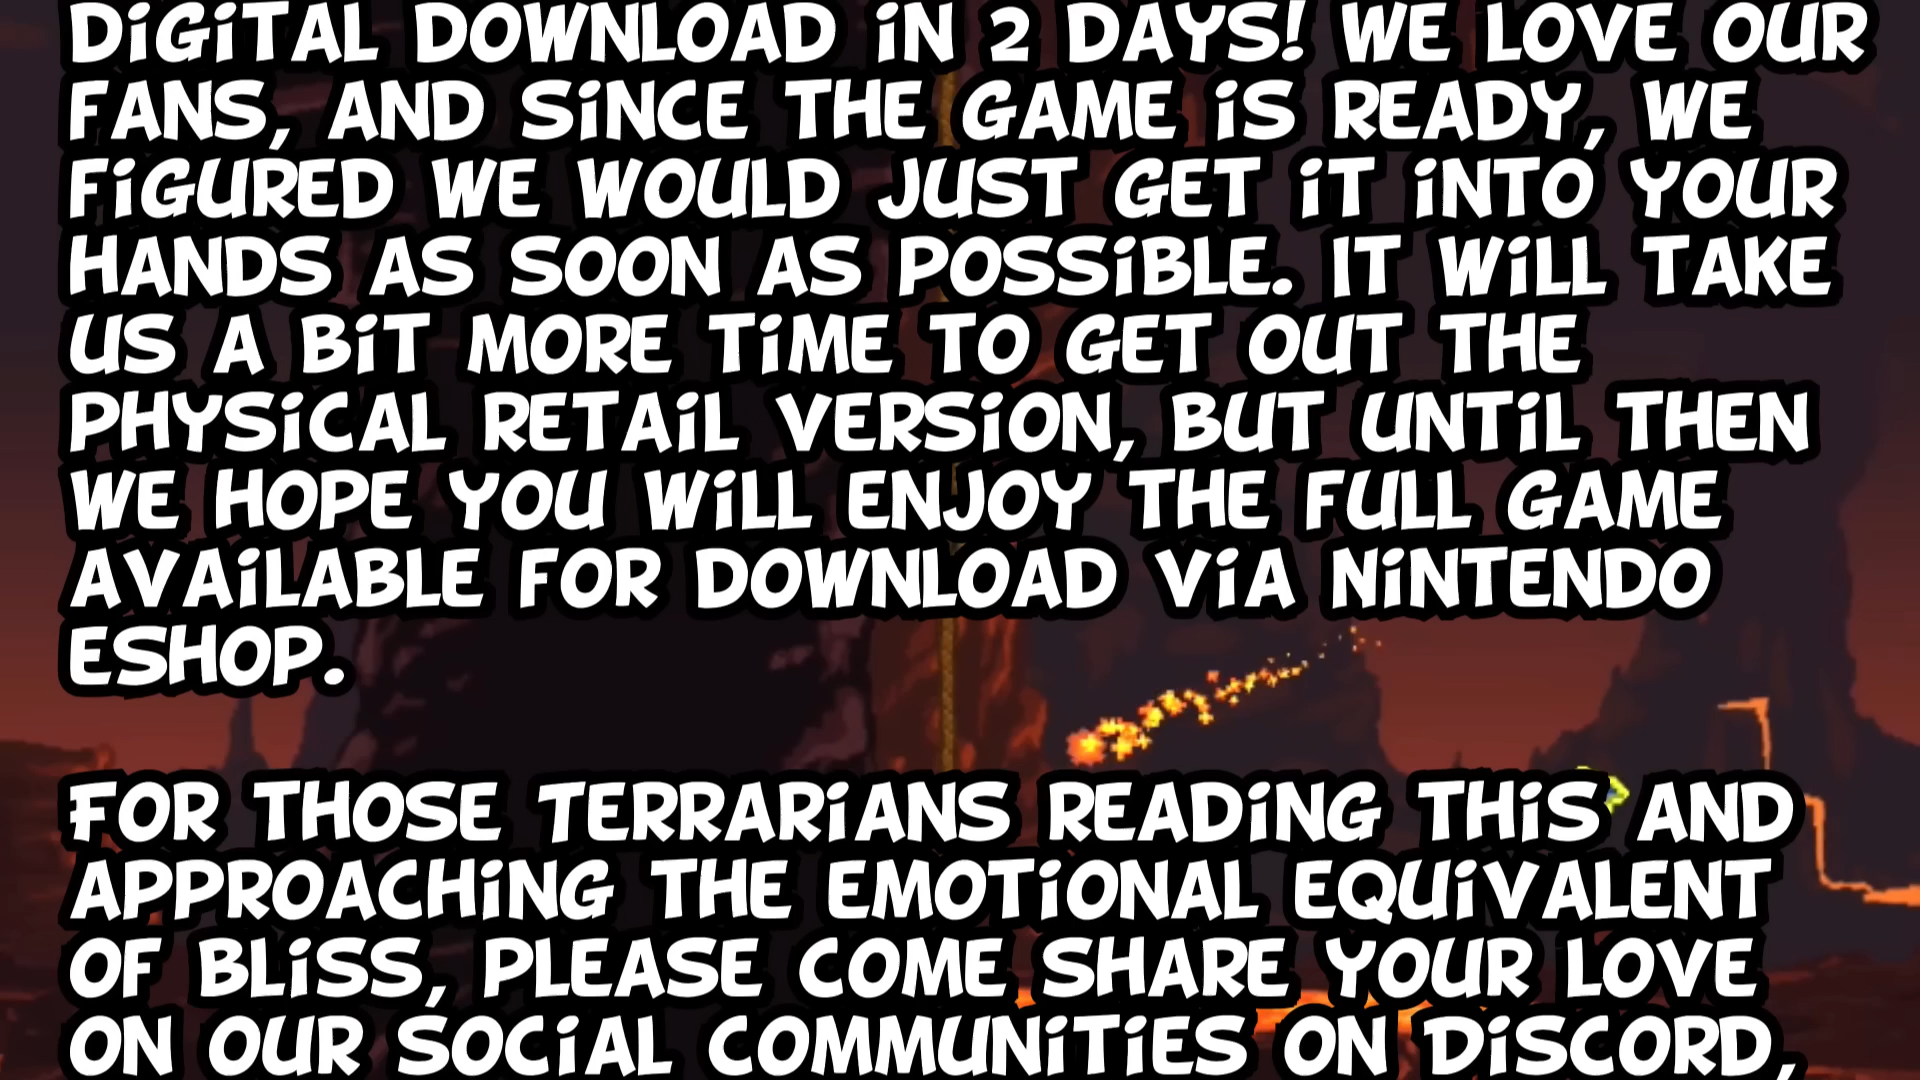 DiGiTAL DOWNLOAD iN 2 DAYS! WE LOVE OUR
FANS, AND SiNCE THE GAME iS READY, WE
FiGURED WE WOULD JUST GET iT iNTO YOUR
HANDS AS SOON AS POSSiBLE. IT WiLL TAKE
US A BiT MORE TiME TO GET OUT THE
PHYSiCAL RETAiL VERSiON, BUT UNTiL THEN
WE HOPE YOU WiLL ENJOY THE FULL GAME
AVAiLABLE FOR DOWNLOAD ViA NiNTENDO
ESHOP.
FOR THOSE TERRARiANS READiNG THiS AND
APPROACHiNG THE EMOTiONAL EQUiVALENT
OF BLiSS, PLEASE COME SHARE YOUR LOVE
ON OUR SOCiAL COMMUNiTiES ON DiSCORD,